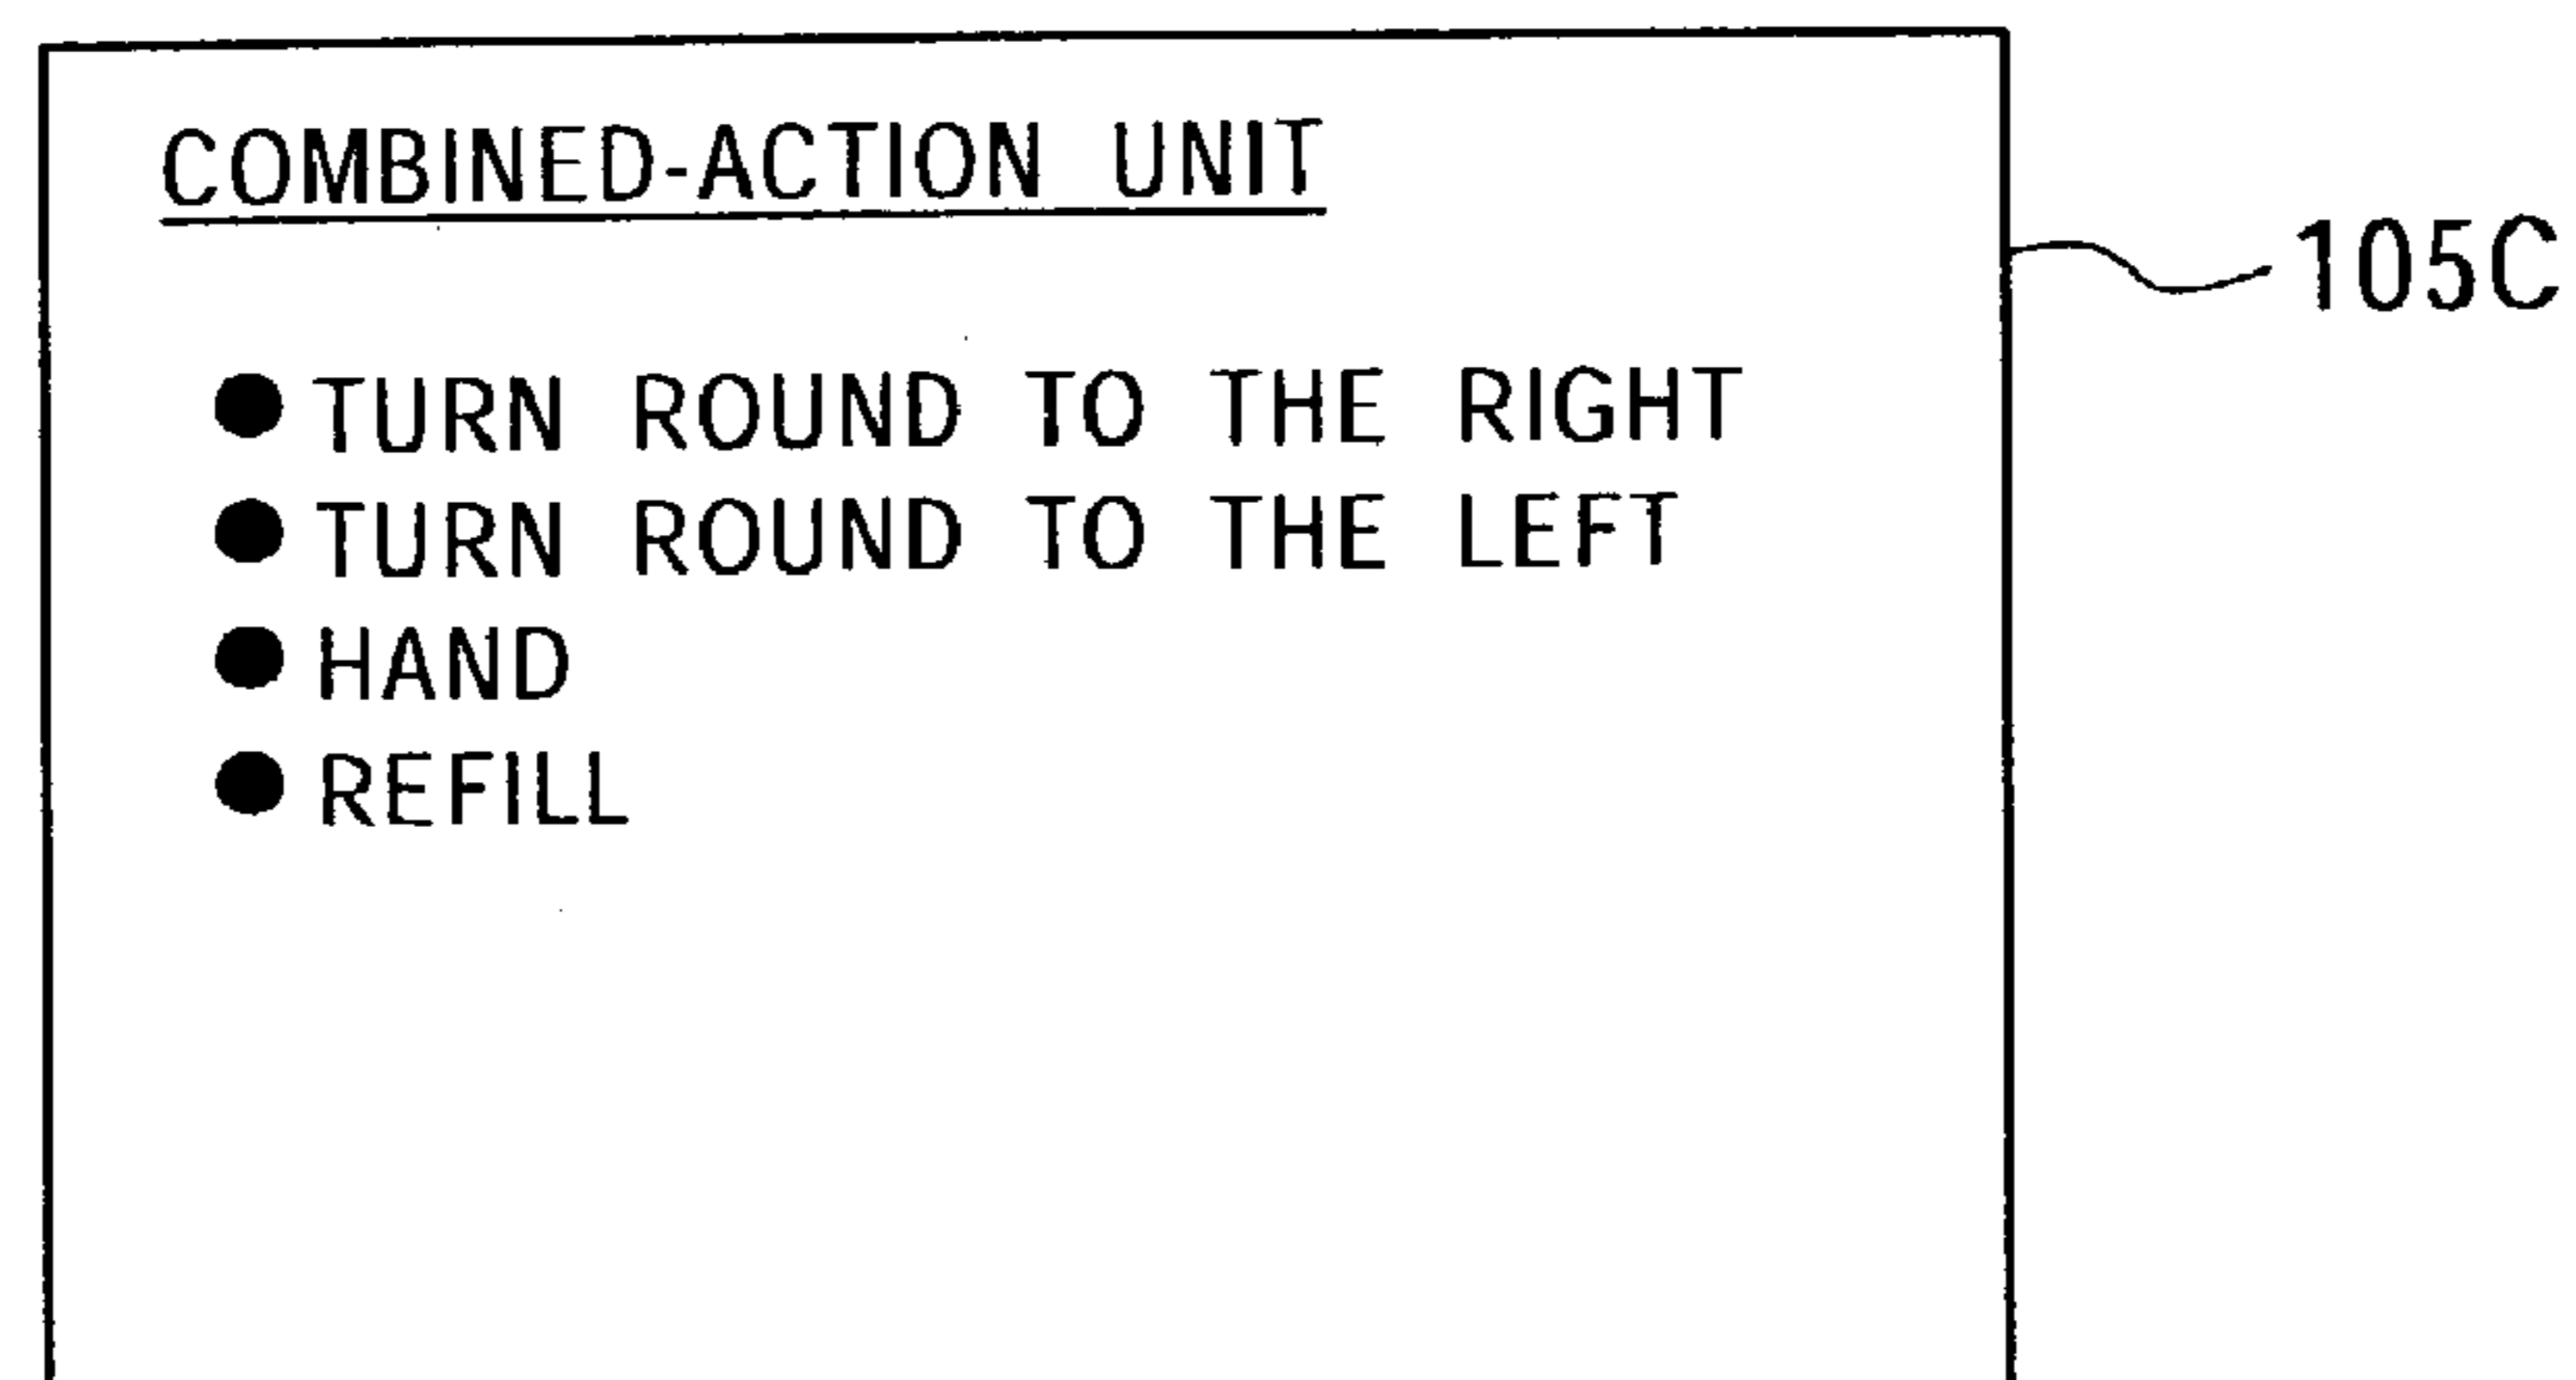 COMBINED-ACTION UNIT
105C
● TURN ROUND TO THE RIGHT
● TURN ROUND TO THE LEFT
● HAND
● REFILL